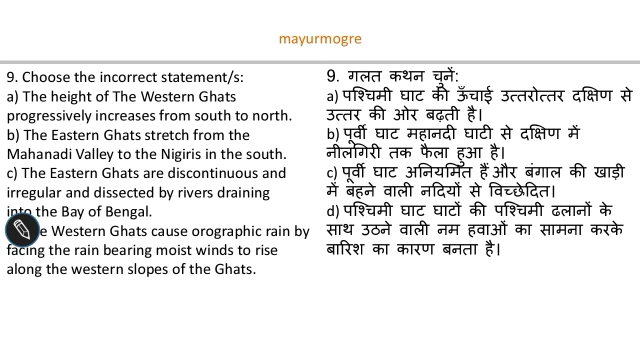 mayurmogre
9. Choose the incorrect statement/s:
a) The height of The Western Ghats
progressively increases from south to north.
b) The Eastern Ghats stretch from the
Mahanadi Valley to the Nigiris in the south.
c) The Eastern Ghats are discontinuous and
irregular and dissected by rivers draining
into the Bay of Bengal.
e Western Ghats cause orographic rain by
facing the rain bearing moist winds to rise
along the western slopes of the Ghats.
9. गलत कथन चुनें:
a) पश्चिमी घाट की ऊँचाई उत्तरोत्तर दक्षिण से
उत्तर की ओर बढ़ती है।
b) पूर्वी घाट महानदी घाटी से दक्षिण में
नीलगिरी तक फैला हुआ है।
c) पूर्वी घाट अनियमित हैं और बंगाल की खाड़ी
में बहने वाली नदियों से विच्छेदित।
d) पश्चिमी घाट घाटों की पश्चिमी ढलानों के
साथ उठने वाली नम हवाओं का सामना करके
बारिश का कारण बनता है।